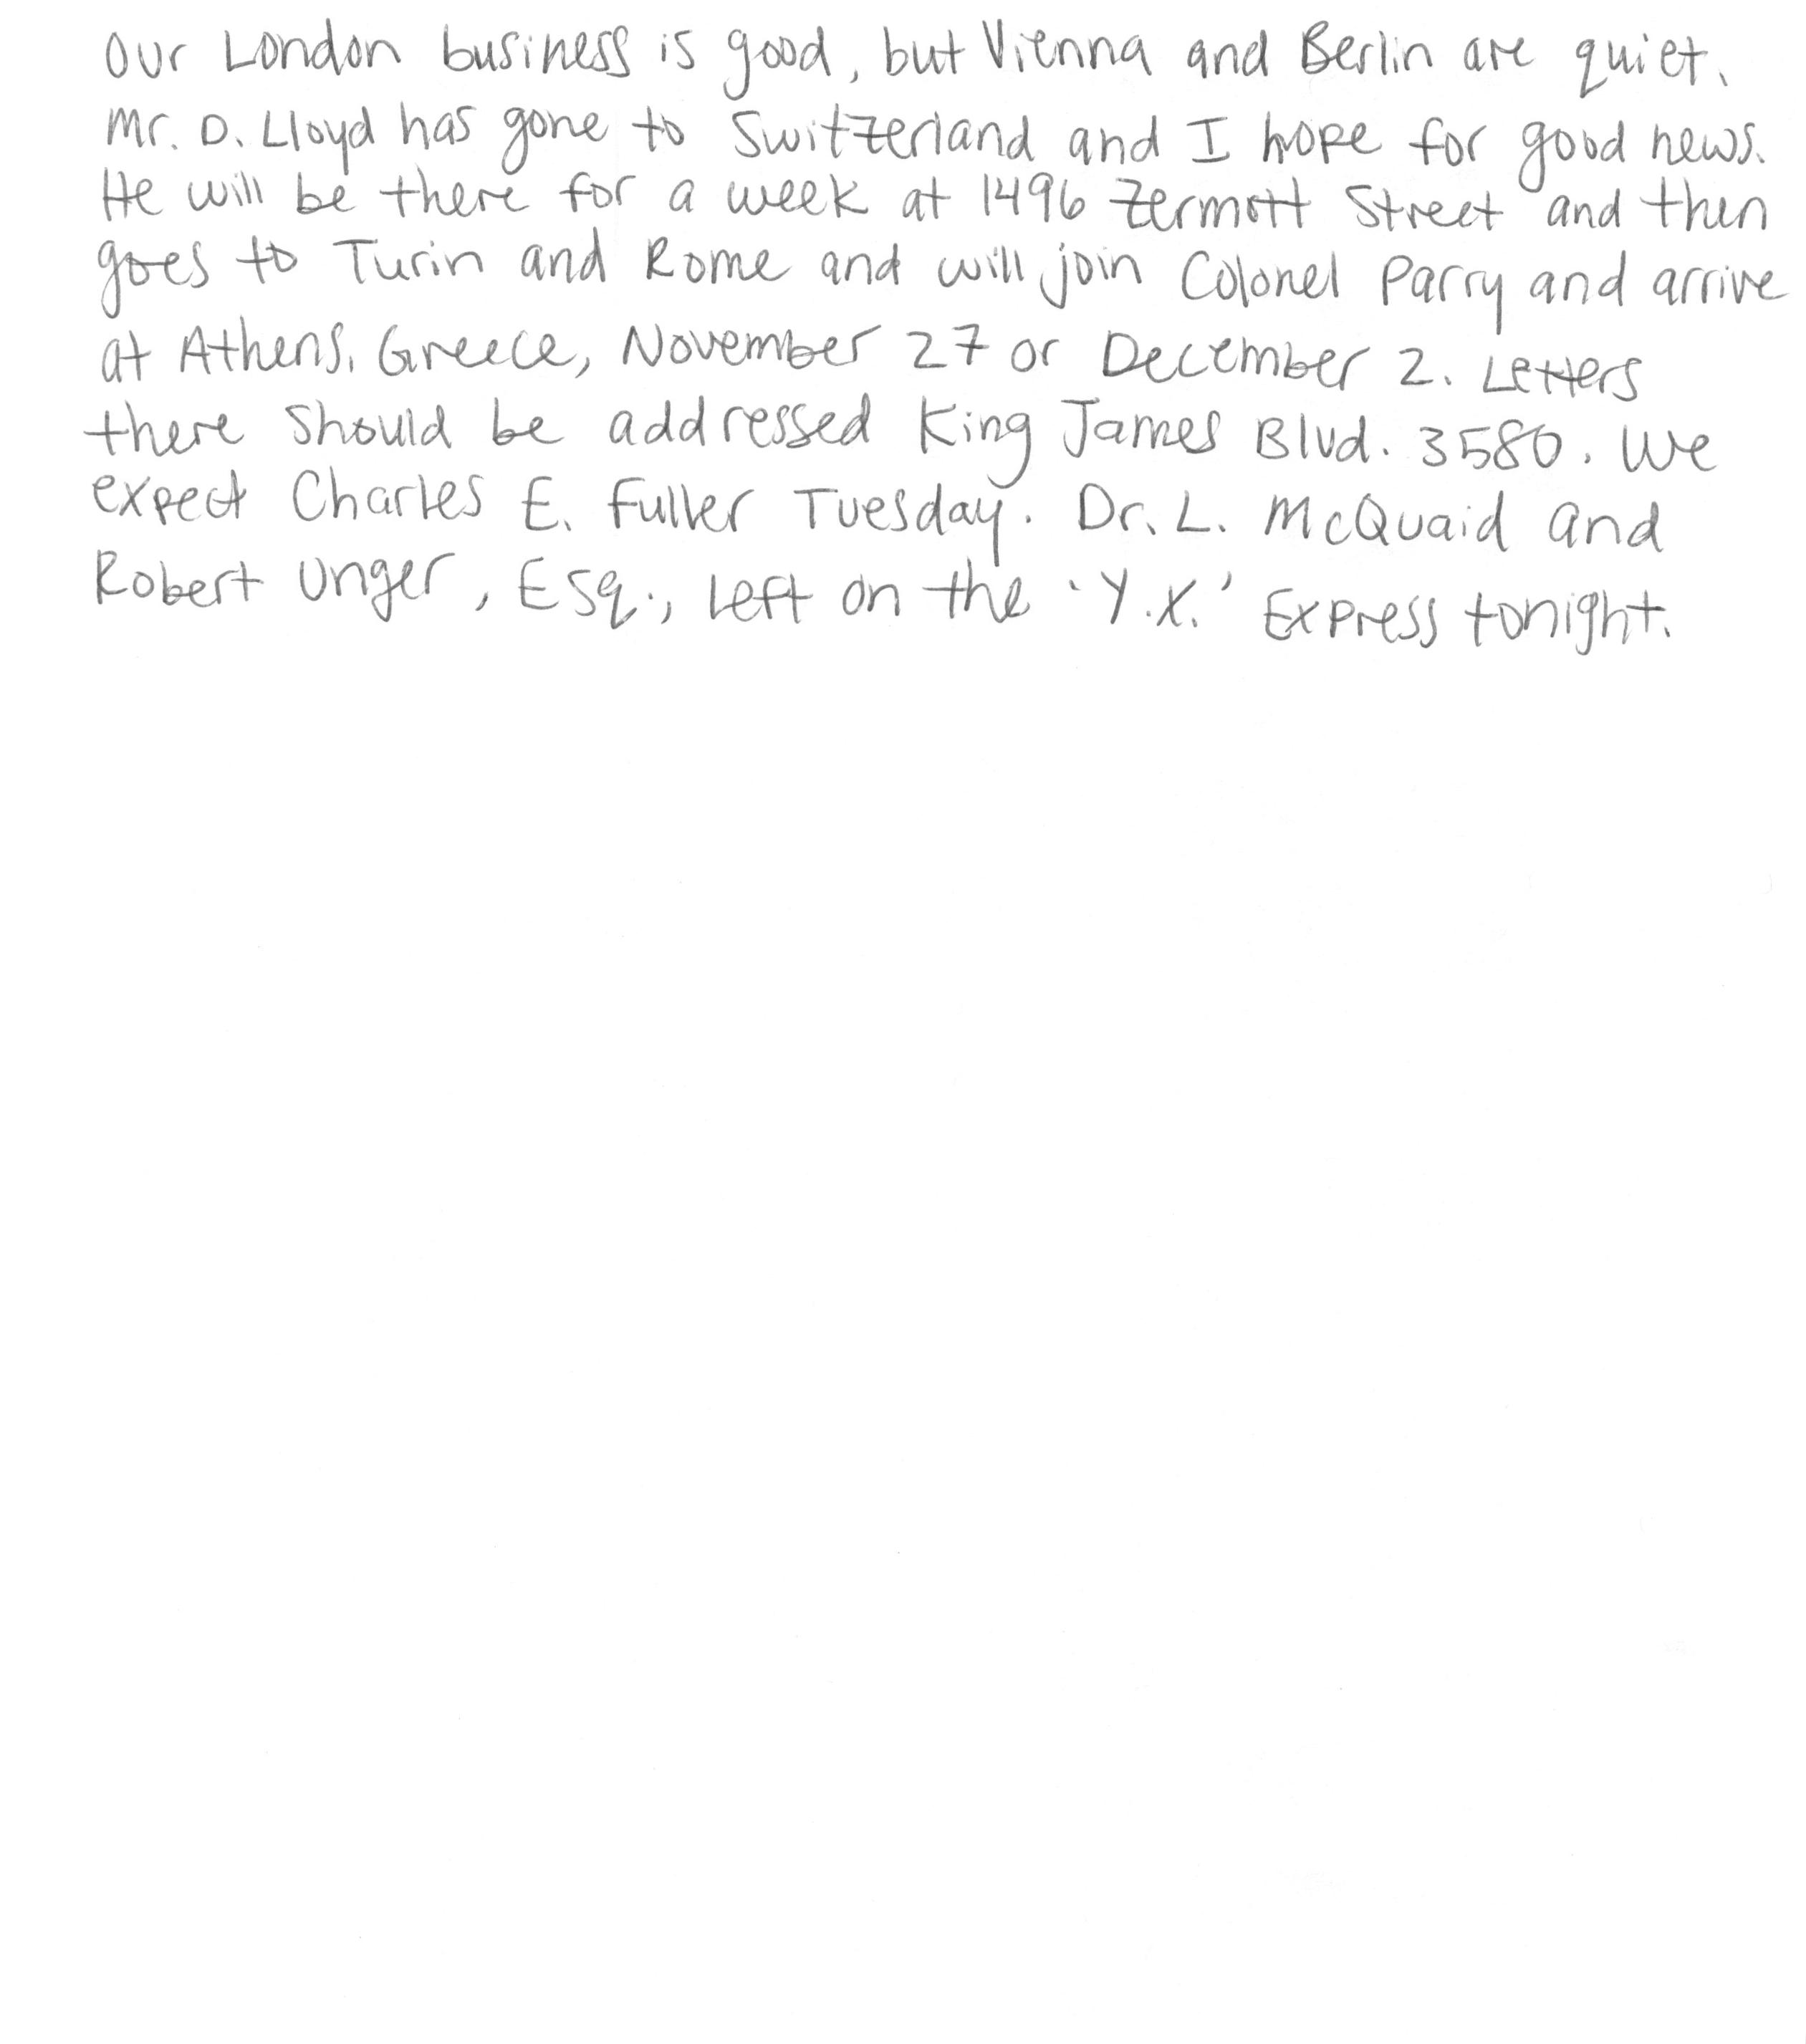 Our London business is good, but Vienna and Berlin are quiet.
Mr. D. Lloyd has gone to Switzerland and I hope for good news.
He will be there for a week at 1496 Zermott Street and then
goes to Turin and Rome and will join Colonel Parry and arrive
at Athens, Greece, November 27 or December 2. Letters
there should be addressed King James Blvd. 3580. We
expect Charles E. Fuller Tuesday. Dr. L. McQuaid and
Robert Unger, Esq., left on the 'Y.X.' Express tonight.